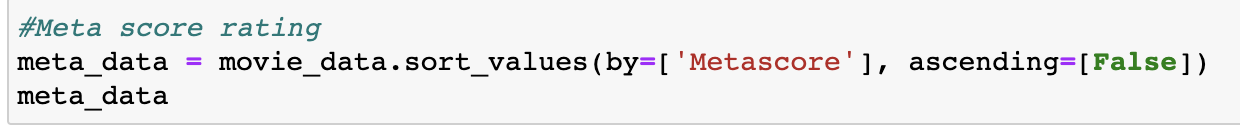 #Meta score rating
meta_data = movie_data.sort_values(by=['Metascore'], ascending=[False])
meta_data